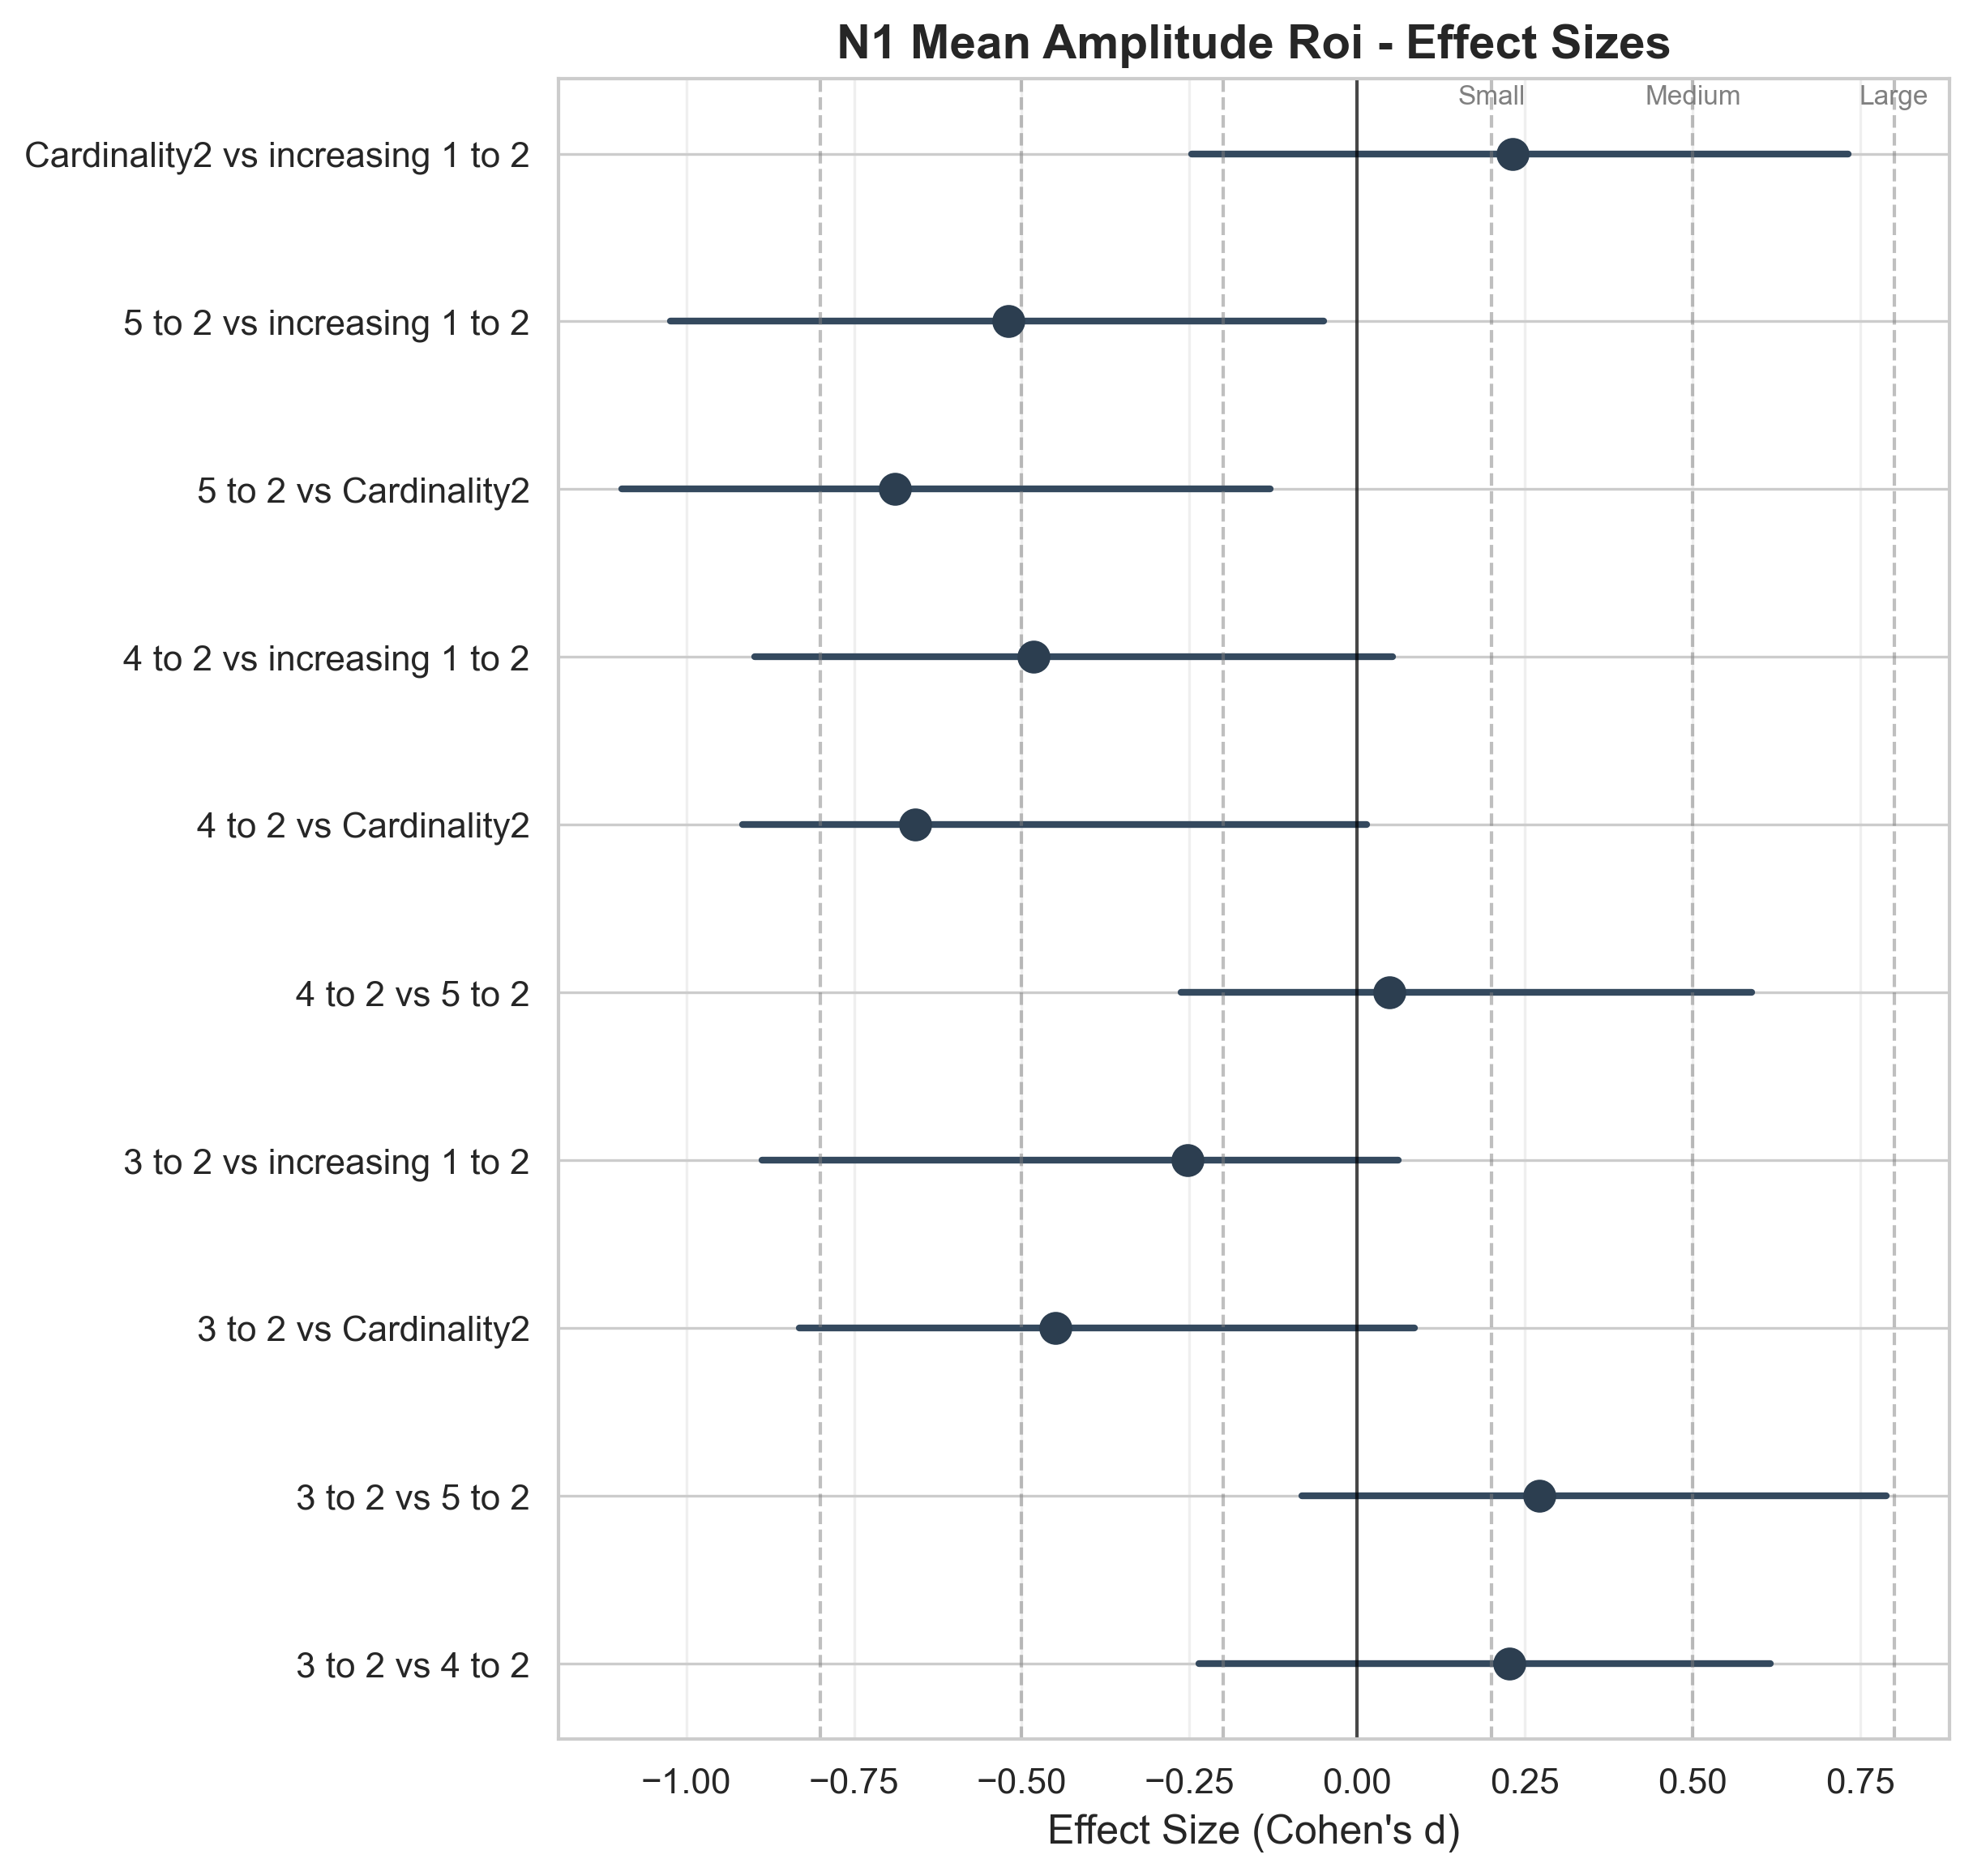 N1 Mean Amplitude Roi - Effect Sizes
Small Medium Large
Cardinality2 vs increasing 1 to 2
5 to 2 vs increasing 1 to 2
5 to 2 vs Cardinality2
4 to 2 vs increasing 1 to 2
4 to 2 vs Cardinality2
4 to 2 vs 5 to 2
3 to 2 vs increasing 1 to 2
3 to 2 vs Cardinality2
3 to 2 vs 5 to 2
3 to 2 vs 4 to 2
−1.00 −0.75 −0.50 −0.25 0.00 0.25 0.50 0.75
Effect Size (Cohen's d)